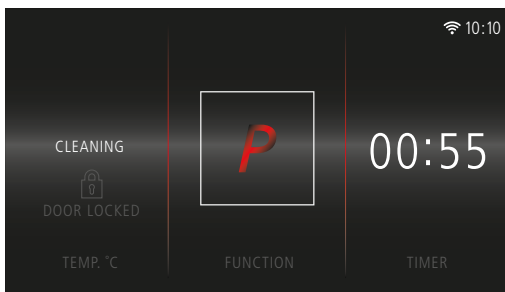 10:10
CLEANING
P
00:55
DOOR LOCKED
TEMP. °C
FUNCTION
TIMER